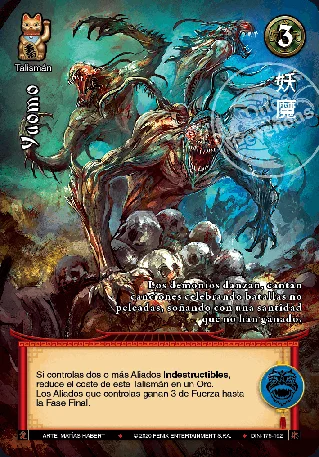 3
Talismán
Yaomo
妖魔
Los demonios danzan, cantan
canciones celebrando batallas no
peleadas, soñando con una santidad
que no han ganado.
Si controlas dos o más Aliados Indestructibles,
reduce el coste de este Talismán en un Oro.
Los Aliados que controles ganan 3 de Fuerza hasta
la Fase Final.
ARTE: MATÍAS HABERT
© 2020 FENIX ENTERTAINMENT S.P.A.